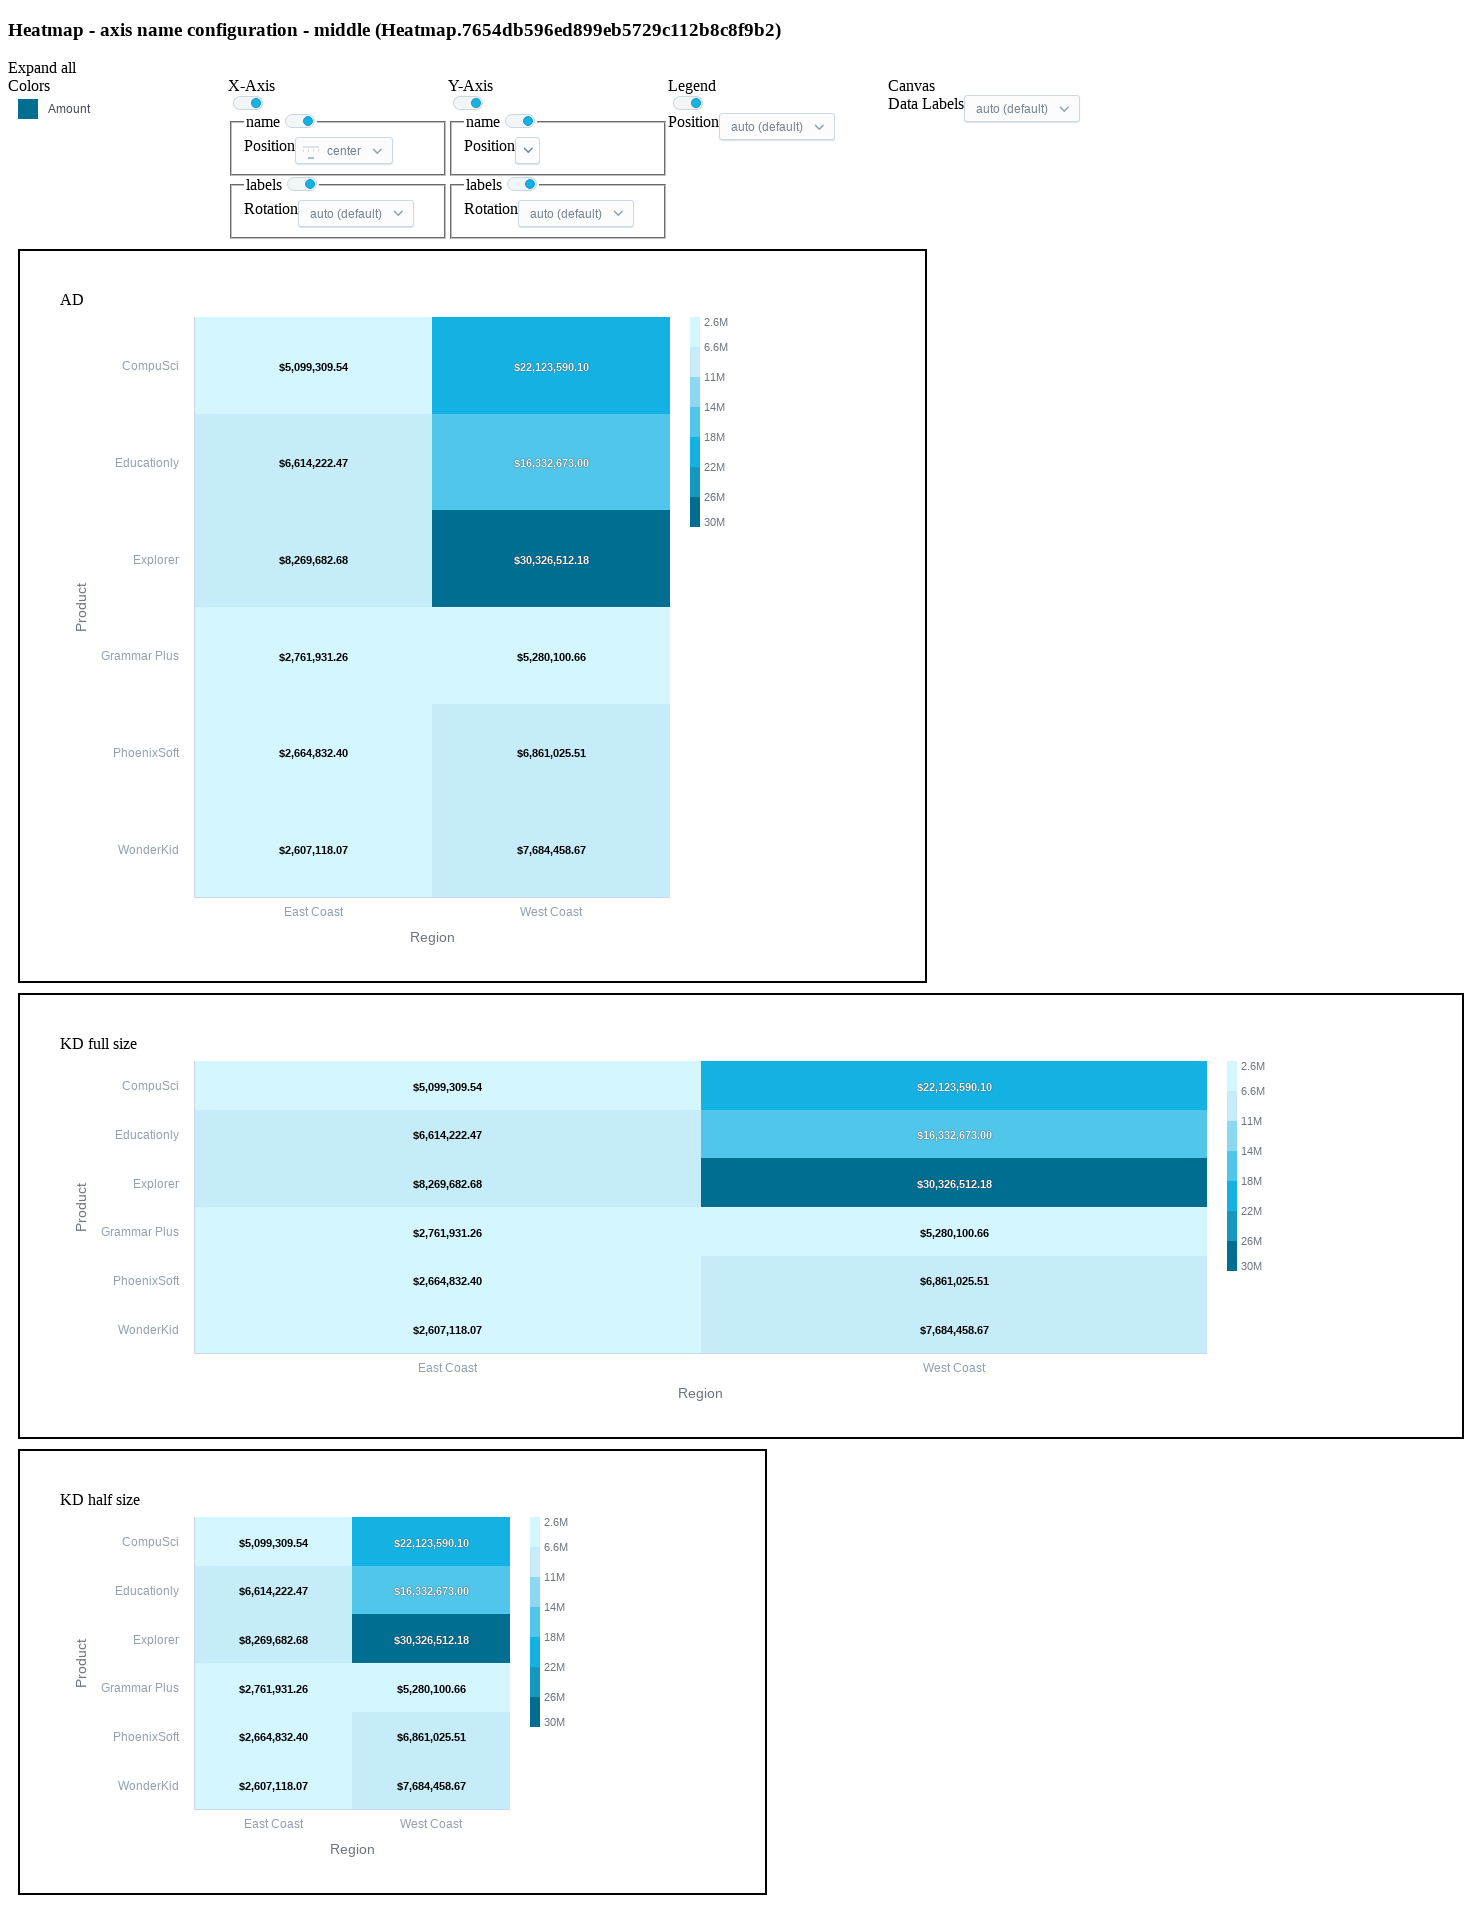 Heatmap - axis name configuration - middle (Heatmap.7654db596ed899eb5729c112b8c8f9b2)
Expand all
Colors
Amount
X-Axis
name
Position center
labels
Rotation auto (default)
Y-Axis
name
Position
labels
Rotation auto (default)
Legend
Position auto (default)
Canvas
Data Labels auto (default)
AD
CompuSci $5,099,309.54 $22,123,590.10
Educationly $6,614,222.47 $16,332,673.00
Explorer $8,269,682.68 $30,326,512.18
Grammar Plus $2,761,931.26 $5,280,100.66
PhoenixSoft $2,664,832.40 $6,861,025.51
WonderKid $2,607,118.07 $7,684,458.67
Product
East Coast West Coast
Region
2.6M
6.6M
11M
14M
18M
22M
26M
30M
KD full size
CompuSci $5,099,309.54 $22,123,590.10
Educationly $6,614,222.47 $16,332,673.00
Explorer $8,269,682.68 $30,326,512.18
Grammar Plus $2,761,931.26 $5,280,100.66
PhoenixSoft $2,664,832.40 $6,861,025.51
WonderKid $2,607,118.07 $7,684,458.67
Product
East Coast West Coast
Region
2.6M
6.6M
11M
14M
18M
22M
26M
30M
KD half size
CompuSci $5,099,309.54 $22,123,590.10
Educationly $6,614,222.47 $16,332,673.00
Explorer $8,269,682.68 $30,326,512.18
Grammar Plus $2,761,931.26 $5,280,100.66
PhoenixSoft $2,664,832.40 $6,861,025.51
WonderKid $2,607,118.07 $7,684,458.67
Product
East Coast West Coast
Region
2.6M
6.6M
11M
14M
18M
22M
26M
30M